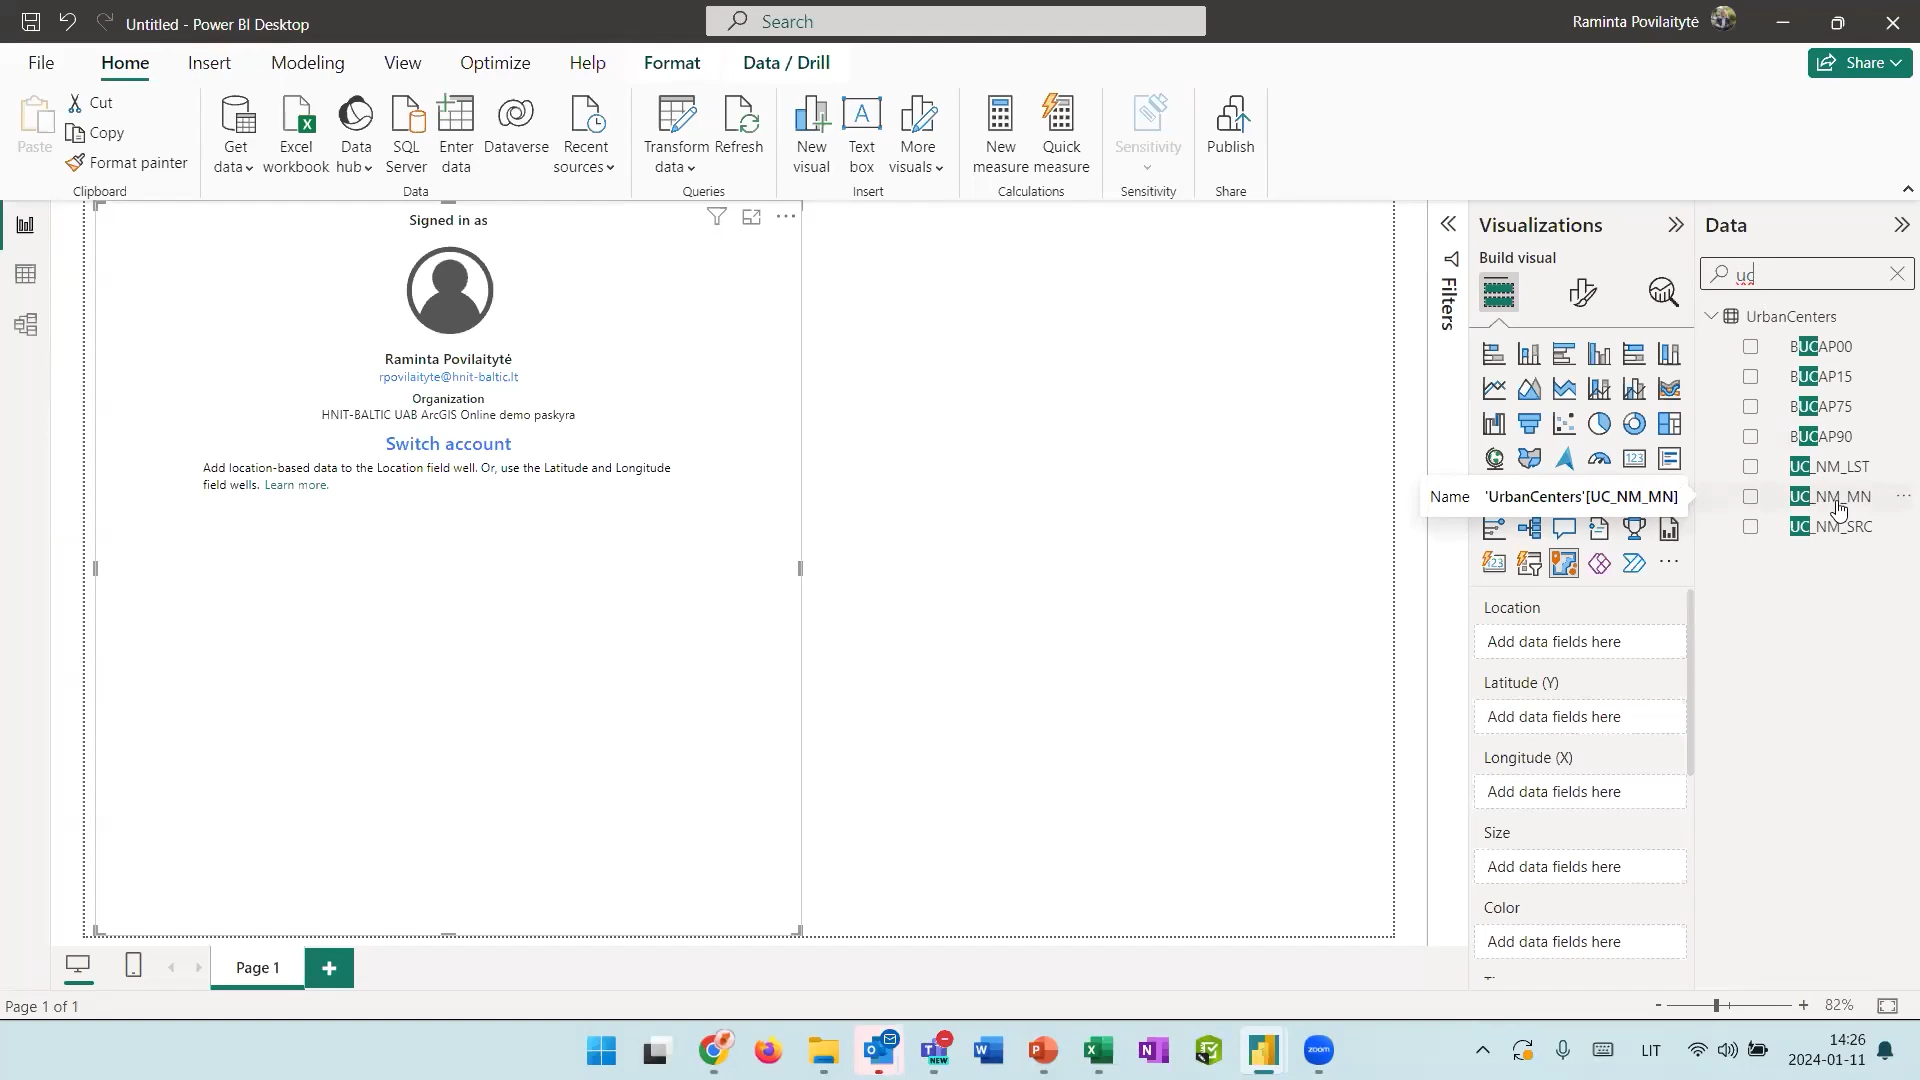 Untitled - Power BI Desktop
Search
Raminta Povilaitytė
File
Home
Insert
Modeling
View
Optimize
Help
Format
Data / Drill
Share
Paste
Cut
Copy
Format painter
Clipboard
Get
data
Excel
workbook
Data
hub
SQL
Server
Enter
data
Dataverse
Recent
sources
Data
Transform
data
Refresh
Queries
New
visual
Text
box
More
visuals
Insert
New
measure
Quick
measure
Calculations
Sensitivity
Sensitivity
Publish
Share
Signed in as
Raminta Povilaitytė
rpovilaityte@hnit-baltic.lt
Organization
HNIT-BALTIC UAB ArcGIS Online demo paskyra
Switch account
Add location-based data to the Location field well. Or, use the Latitude and Longitude
field wells. Learn more.
Filters
Visualizations
Build visual
Name 'UrbanCenters'[UC_NM_MN]
Location
Add data fields here
Latitude (Y)
Add data fields here
Longitude (X)
Add data fields here
Size
Add data fields here
Color
Add data fields here
Data
uc
UrbanCenters
BUCAP00
BUCAP15
BUCAP75
BUCAP90
UC_NM_LST
UC_NM_MN
UC_NM_SRC
Page 1
Page 1 of 1
82%
NEW
zoom
LIT
14:26
2024-01-11